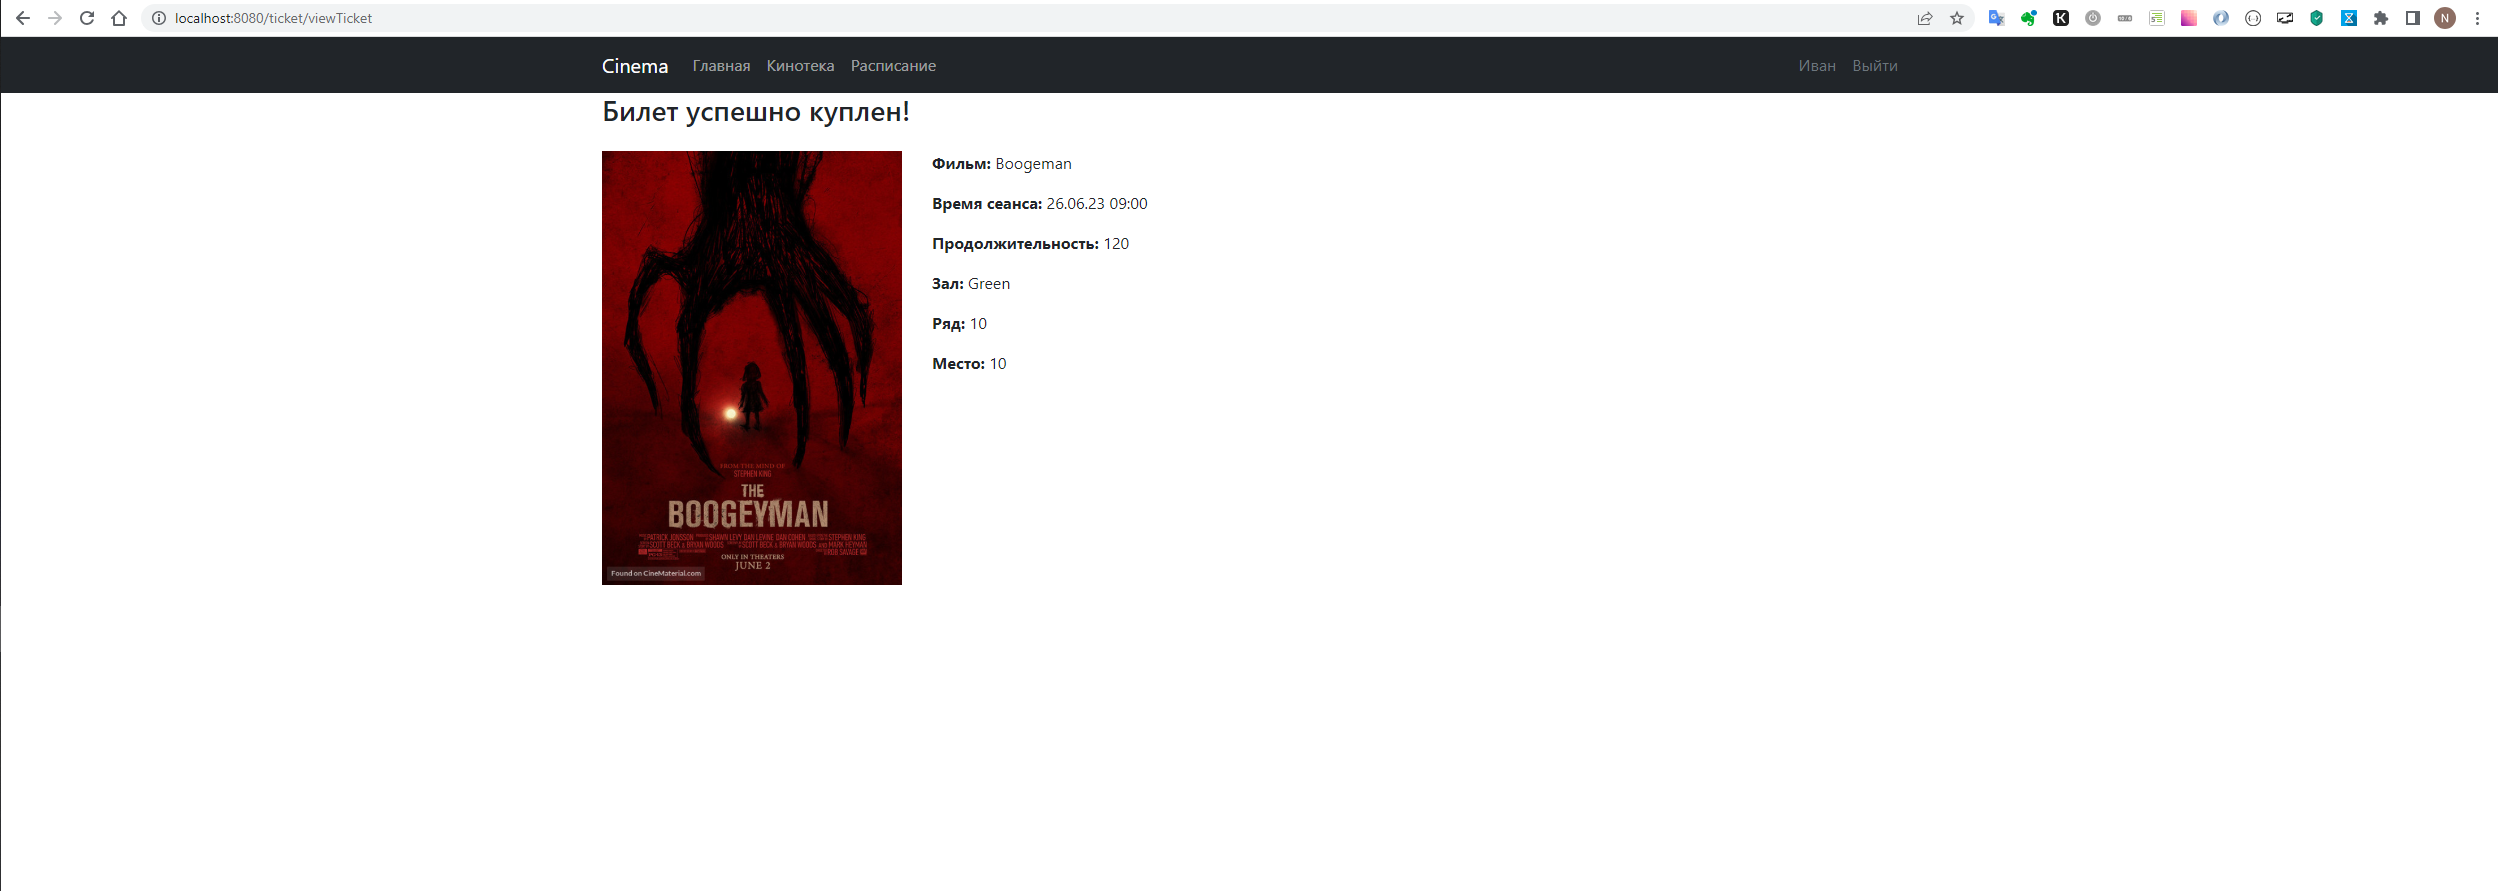 localhost:8080/ticket/viewTicket
N
Cinema Главная Кинотека Расписание Иван Выйти
Билет успешно куплен!
Фильм: Boogeman
Время сеанса: 26.06.23 09:00
Продолжительность: 120
Зал: Green
Ряд: 10
Место: 10
FROM THE MIND OF
STEPHEN KING
THE
BOOGEYMAN
ONLY IN THEATERS
JUNE 2
Found on CineMaterial.com